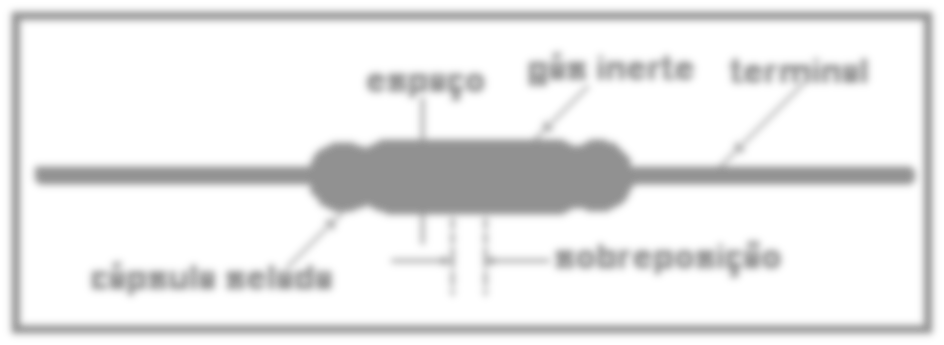 espaço
gás inerte
terminal
cápsula selada
sobreposição